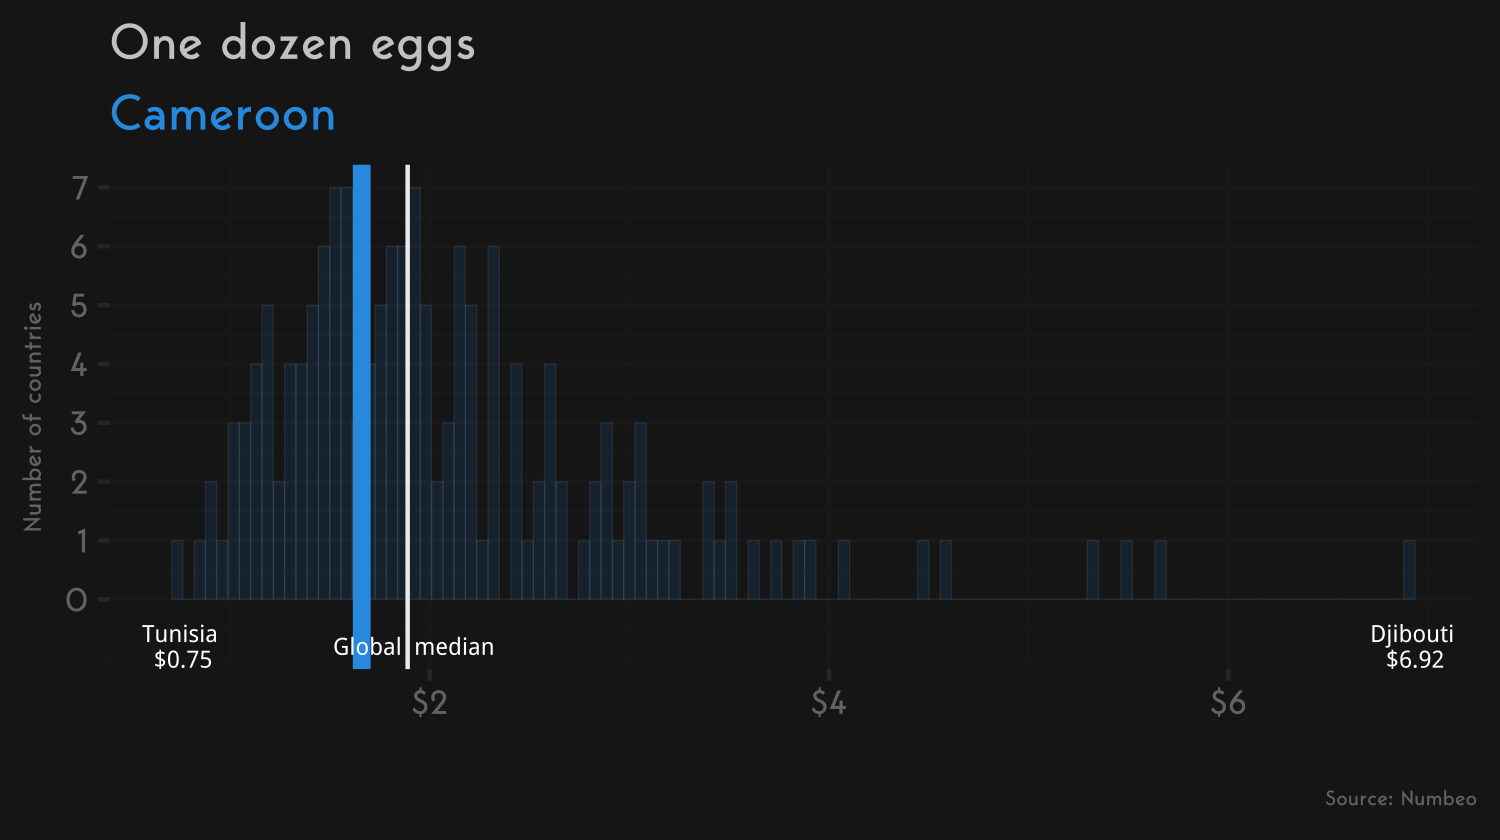 One dozen eggs
Cameroon
Number of countries
7
6
5
4
3
2
1
0
Tunisia
$0.75
Global median
Djibouti
$6.92
$2
$4
$6
Source: Numbeo